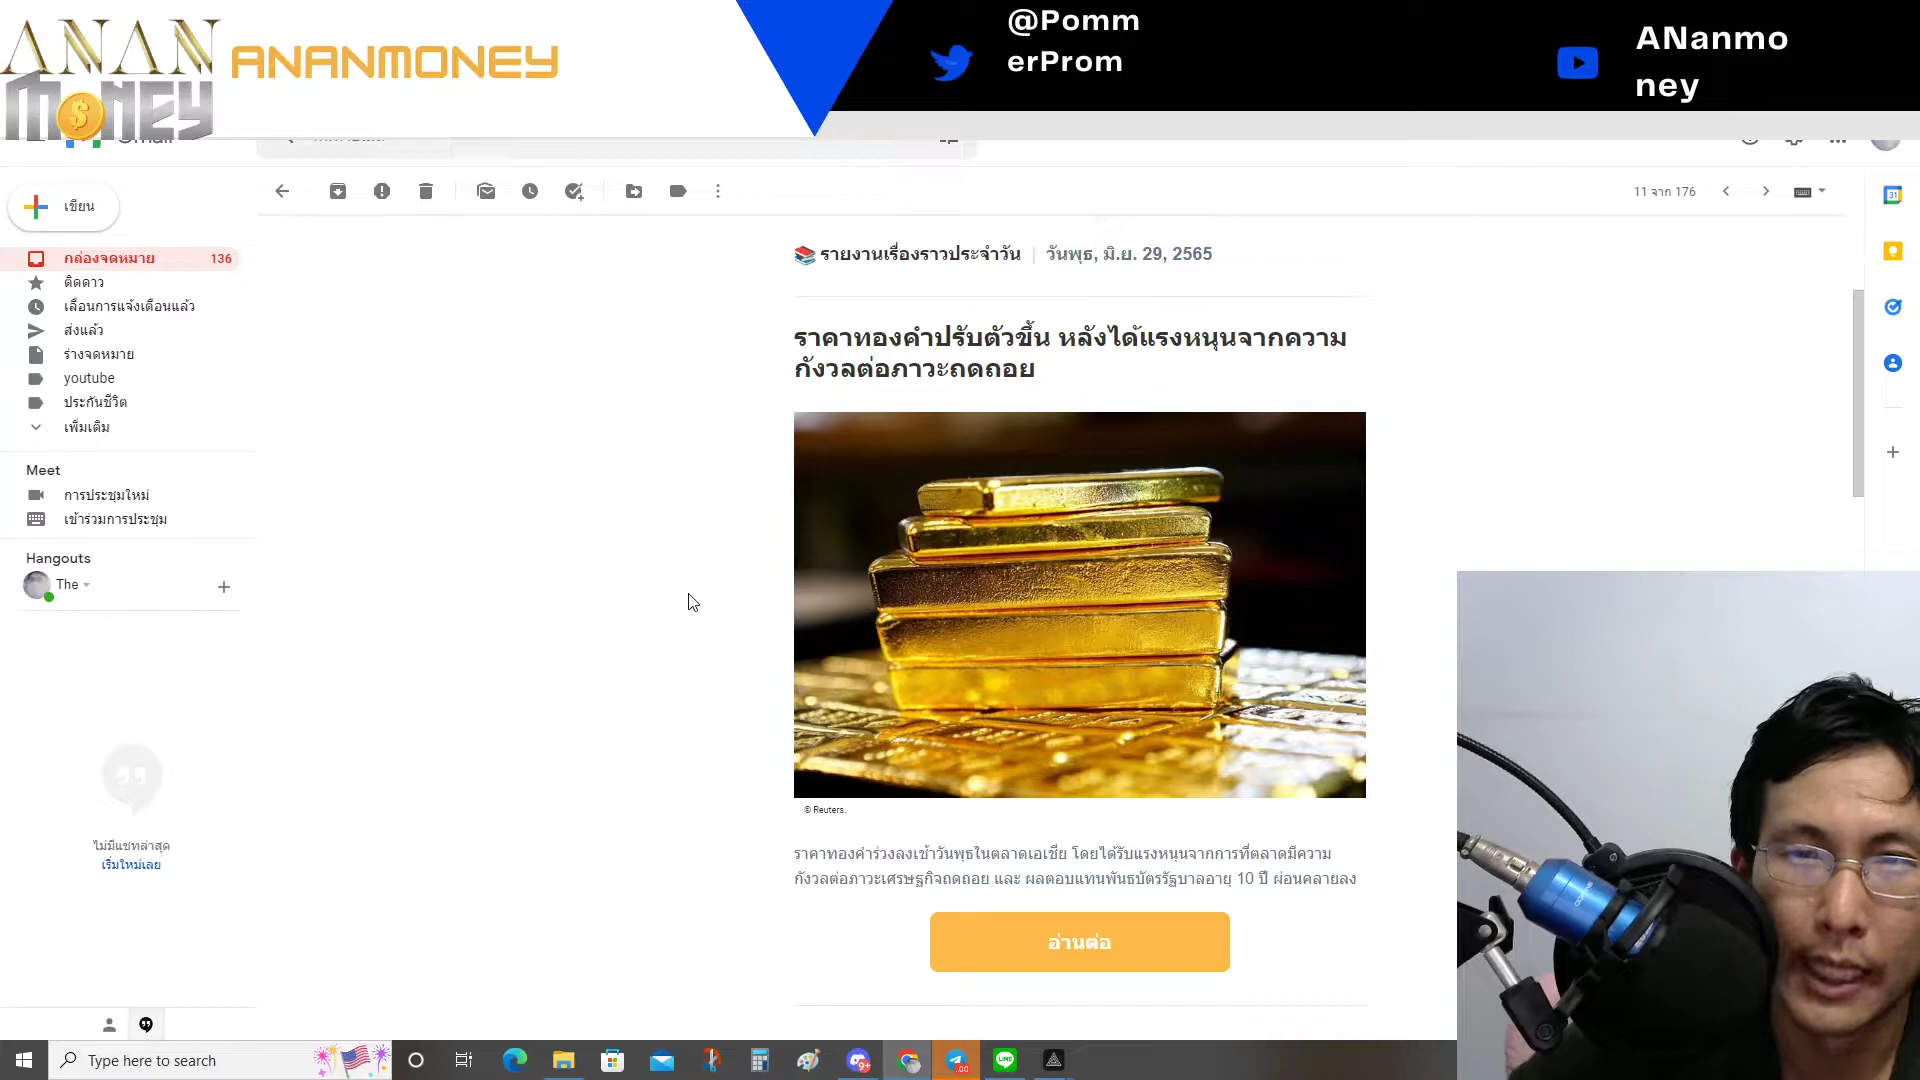 ANAN
MONEY
ANANMONEY
@Pomm
erProm
ANanmo
ney
Gmail
เขียน
11 จาก 176
กล่องจดหมาย 136
ติดดาว
เลื่อนการแจ้งเตือนแล้ว
ส่งแล้ว
ร่างจดหมาย
youtube
ประกันชีวิต
เพิ่มเติม
Meet
การประชุมใหม่
เข้าร่วมการประชุม
Hangouts
The
ไม่มีแชทล่าสุด
เริ่มใหม่เลย
รายงานเรื่องราวประจำวัน | วันพุธ, มิ.ย. 29, 2565
ราคาทองคำปรับตัวขึ้น หลังได้แรงหนุนจากความ
กังวลต่อภาวะถดถอย
© Reuters.
ราคาทองคำร่วงลงเช้าวันพุธในตลาดเอเชีย โดยได้รับแรงหนุนจากการที่ตลาดมีความ
กังวลต่อภาวะเศรษฐกิจถดถอย และ ผลตอบแทนพันธบัตรรัฐบาลอายุ 10 ปี ผ่อนคลายลง
อ่านต่อ
Type here to search